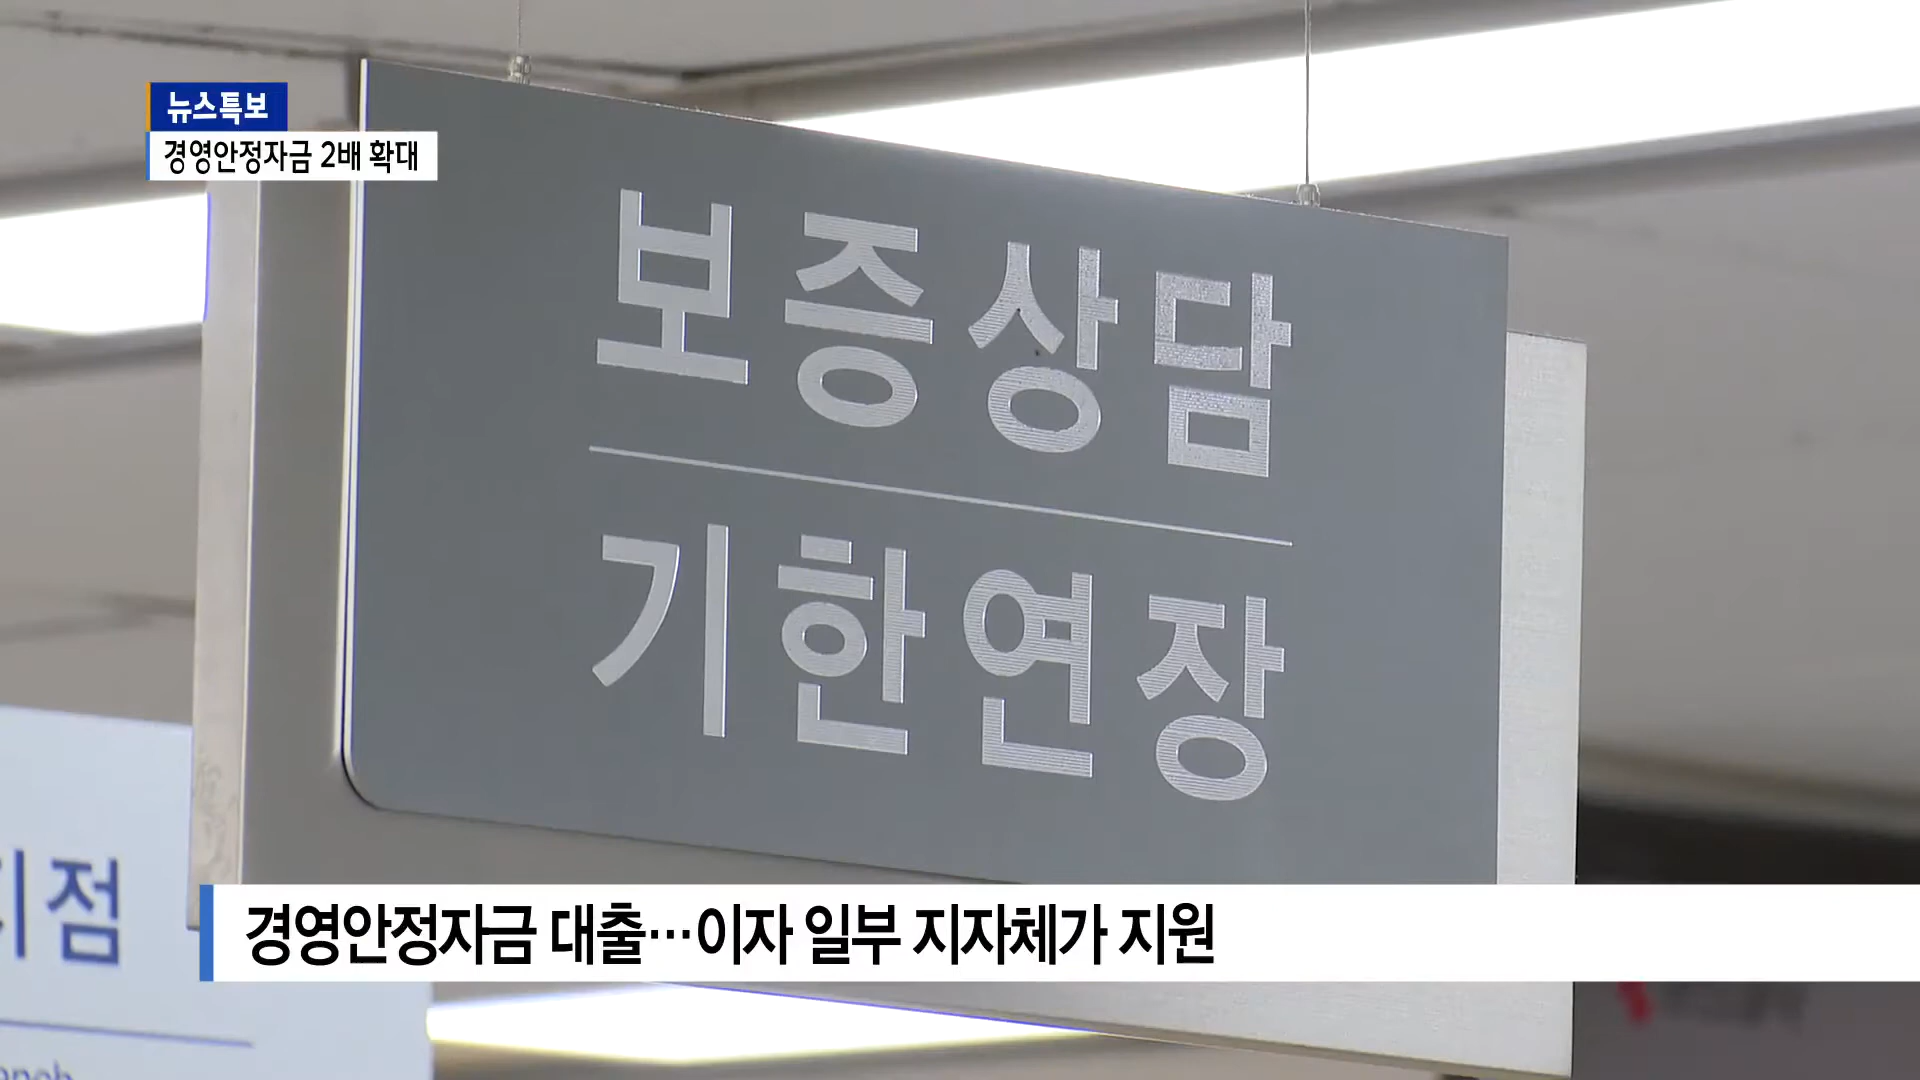 뉴스특보
경영안정자금 2배 확대
보증상담
기한연장
지점
경영안정자금 대출…이자 일부 지자체가 지원